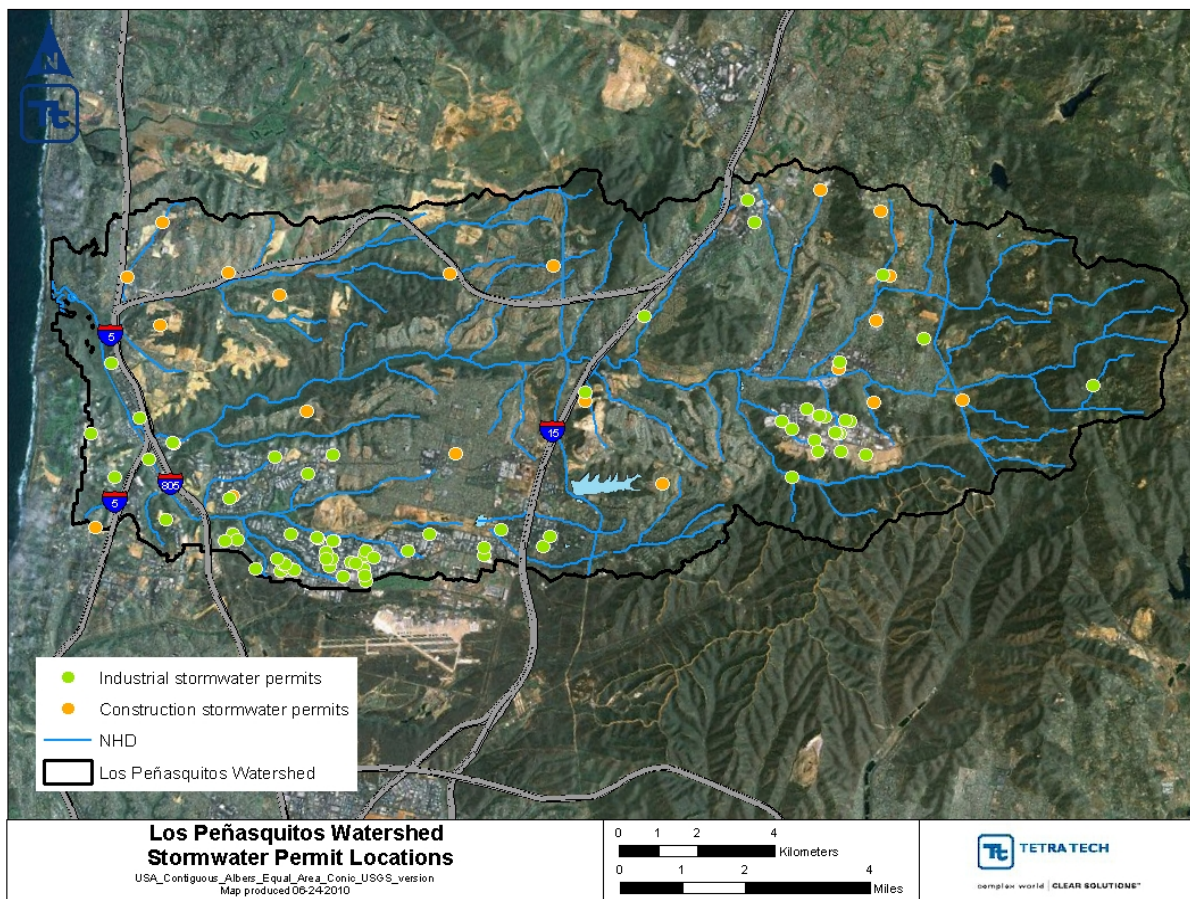 N
Tt
5
15
805
5
Industrial stormwater permits
Construction stormwater permits
NHD
Los Peñasquitos Watershed
Los Peñasquitos Watershed
Stormwater Permit Locations
USA_Contiguous_Albers_Equal_Area_Conic_USGS_version
Map produced 06-24-2010
0 1 2 4
Kilometers
0 1 2 4
Miles
Tt TETRA TECH
complex world | CLEAR SOLUTIONS™